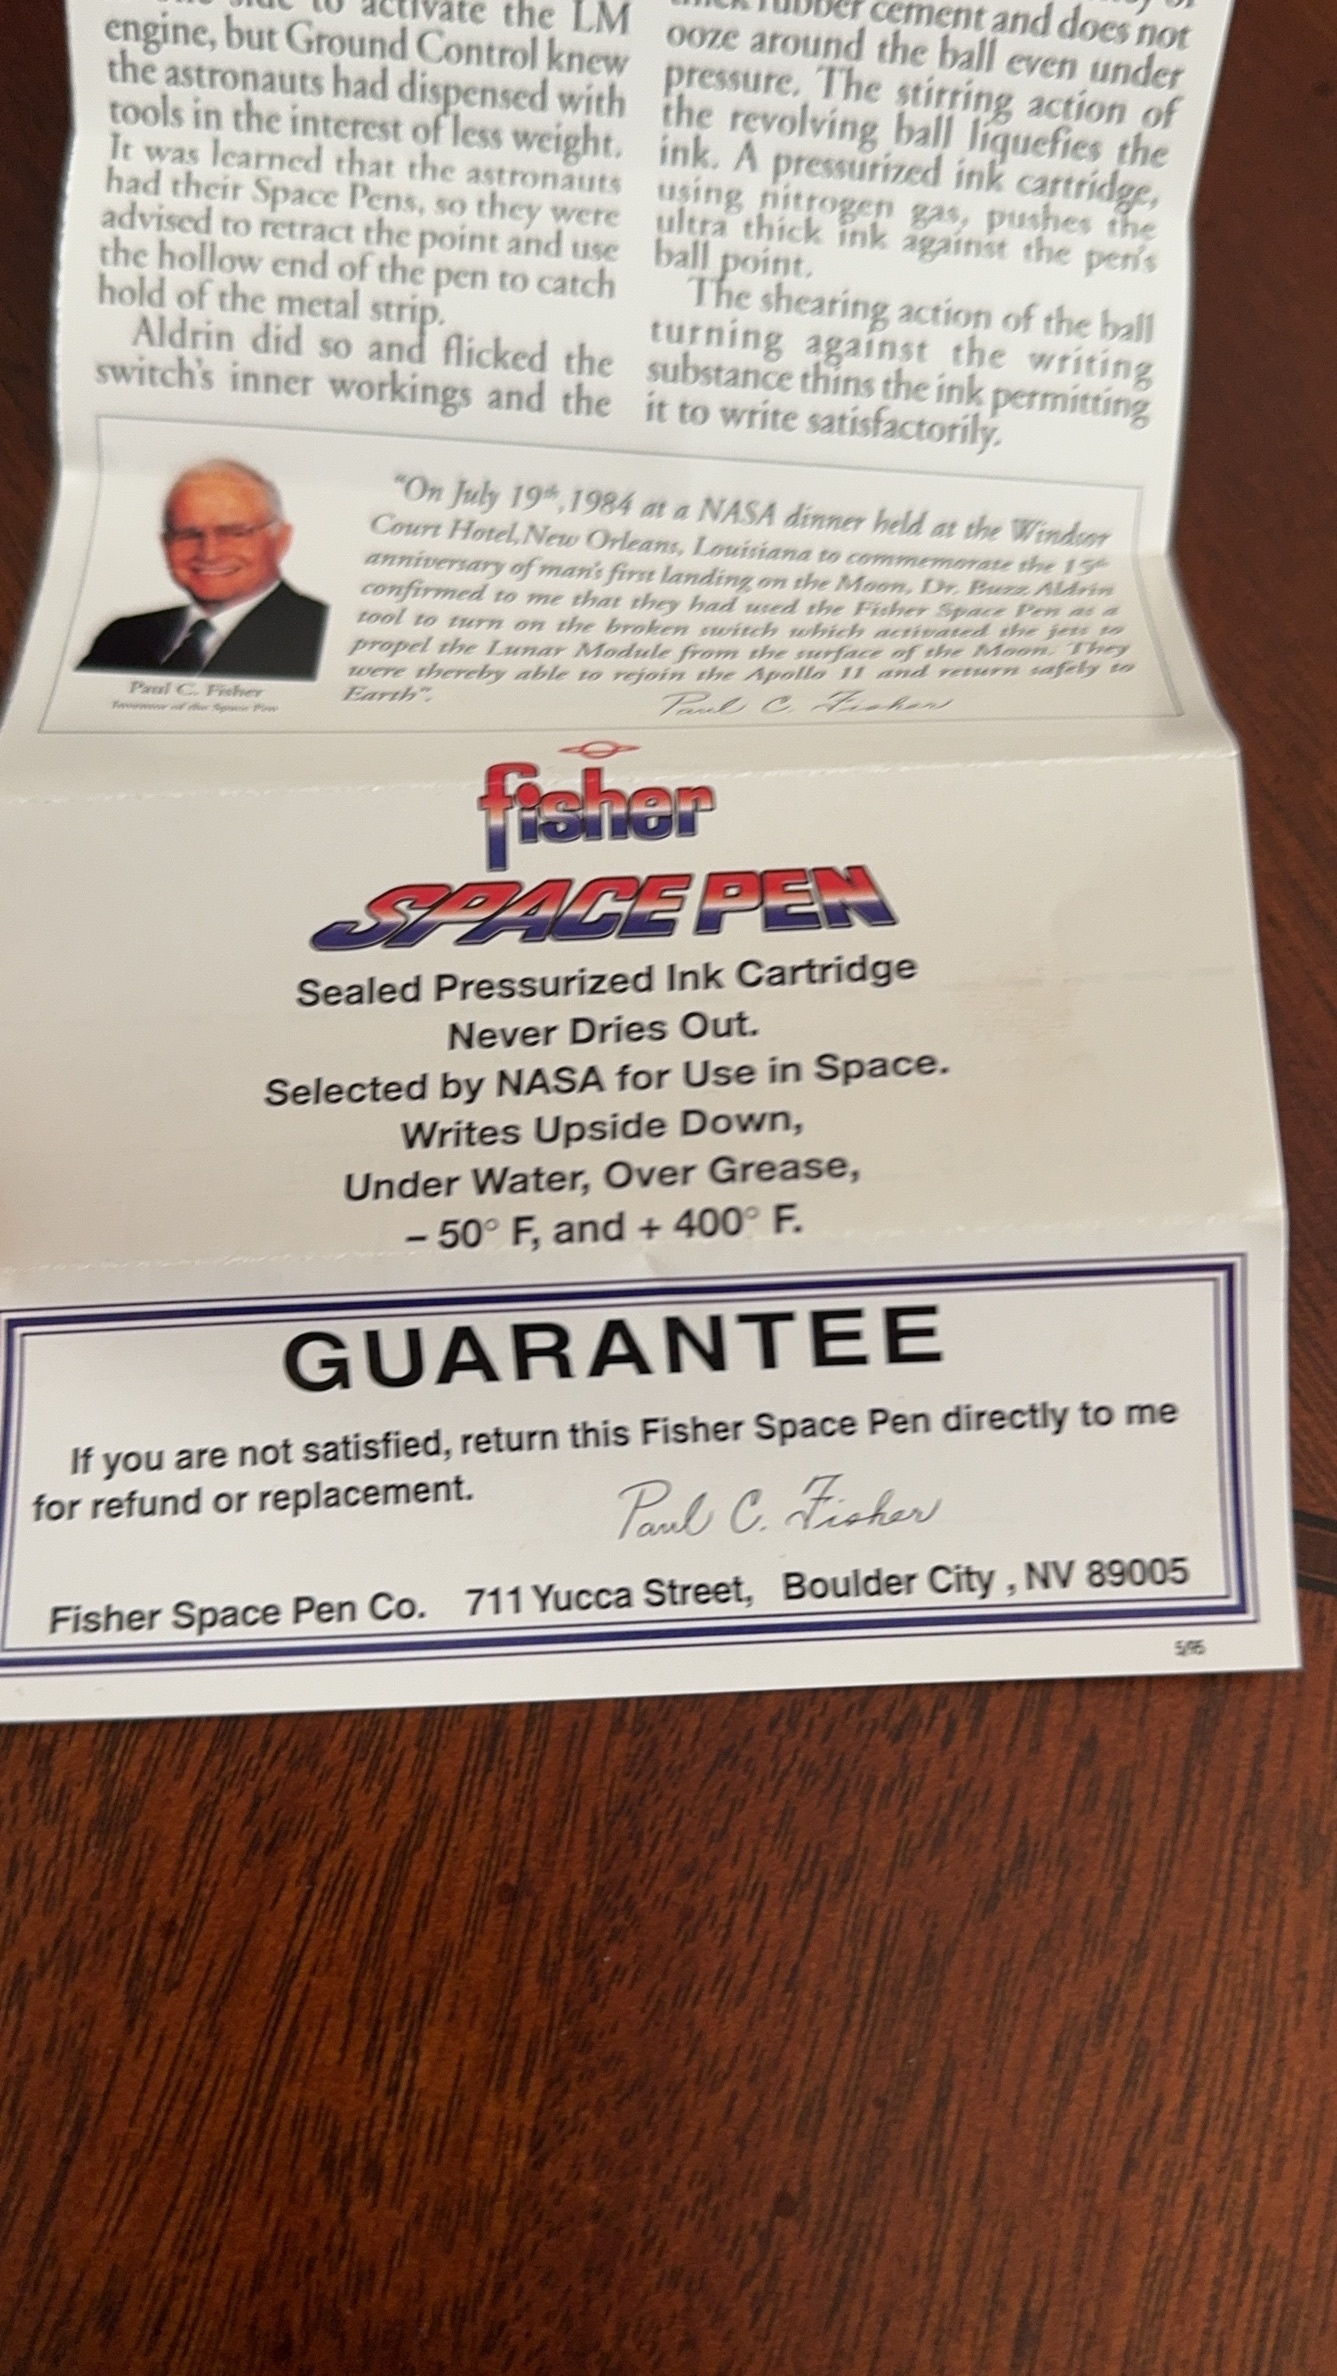 to activate the LM
engine, but Ground Control knew
the astronauts had dispensed with
tools in the interest of less weight.
It was learned that the astronauts
had their Space Pens, so they were
advised to retract the point and use
the hollow end of the pen to catch
hold of the metal strip.
Aldrin did so and flicked the
switch's inner workings and the
rubber cement and does not
ooze around the ball even under
pressure. The stirring action of
the revolving ball liquefies the
ink. A pressurized ink cartridge,
using nitrogen gas, pushes the
ultra thick ink against the pen's
ball point.
The shearing action of the ball
turning against the writing
substance thins the ink permitting
it to write satisfactorily.
"On July 19th, 1984 at a NASA dinner held at the Windsor
Court Hotel, New Orleans, Louisiana to commemorate the 15th
anniversary of man's first landing on the Moon, Dr. Buzz Aldrin
confirmed to me that they had used the Fisher Space Pen as a
tool to turn on the broken switch which activated the jets to
propel the Lunar Module from the surface of the Moon. They
were thereby able to rejoin the Apollo 11 and return safely to
Earth".
Paul C. Fisher
Paul C. Fisher
Inventor of the Space Pen
fisher
SPACE PEN
Sealed Pressurized Ink Cartridge
Never Dries Out.
Selected by NASA for Use in Space.
Writes Upside Down,
Under Water, Over Grease,
– 50° F, and + 400° F.
GUARANTEE
If you are not satisfied, return this Fisher Space Pen directly to me
for refund or replacement.
Paul C. Fisher
Fisher Space Pen Co. 711 Yucca Street, Boulder City , NV 89005